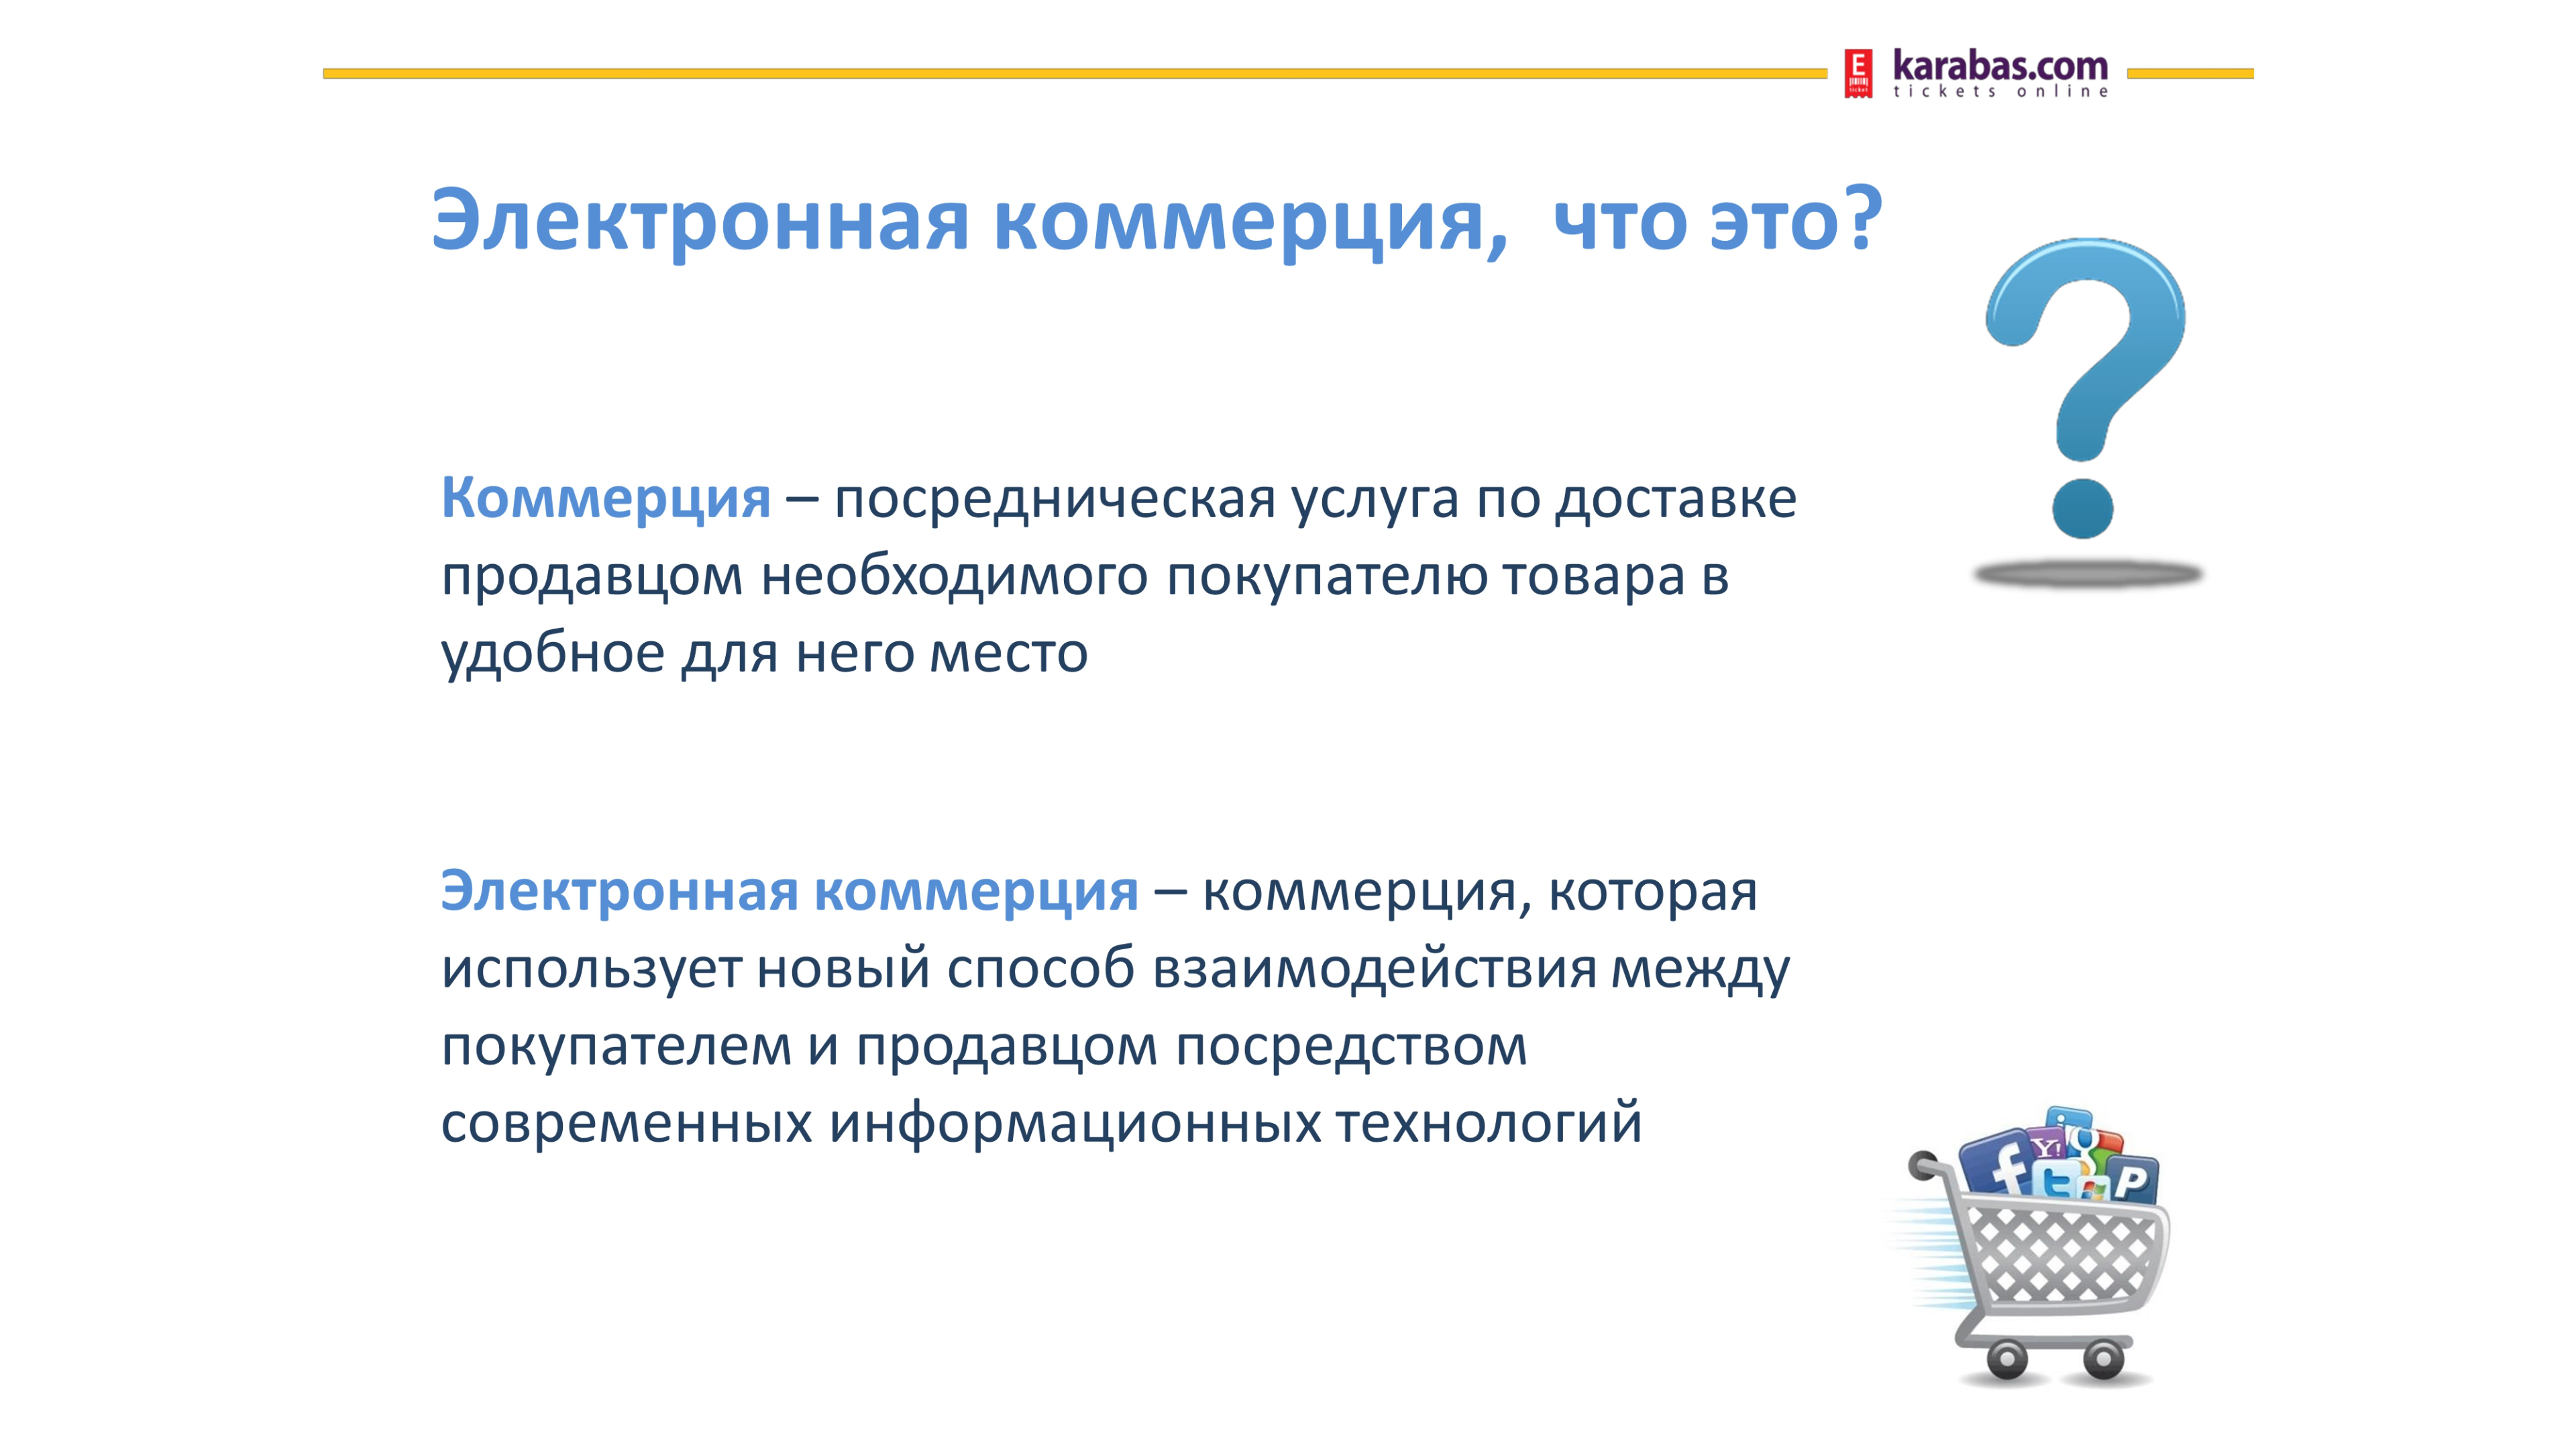 E
ticket
karabas.com
tickets online
Электронная коммерция, что это?
Коммерция – посредническая услуга по доставке
продавцом необходимого покупателю товара в
удобное для него место
Электронная коммерция – коммерция, которая
использует новый способ взаимодействия между
покупателем и продавцом посредством
современных информационных технологий
f
Y!
g
t
P